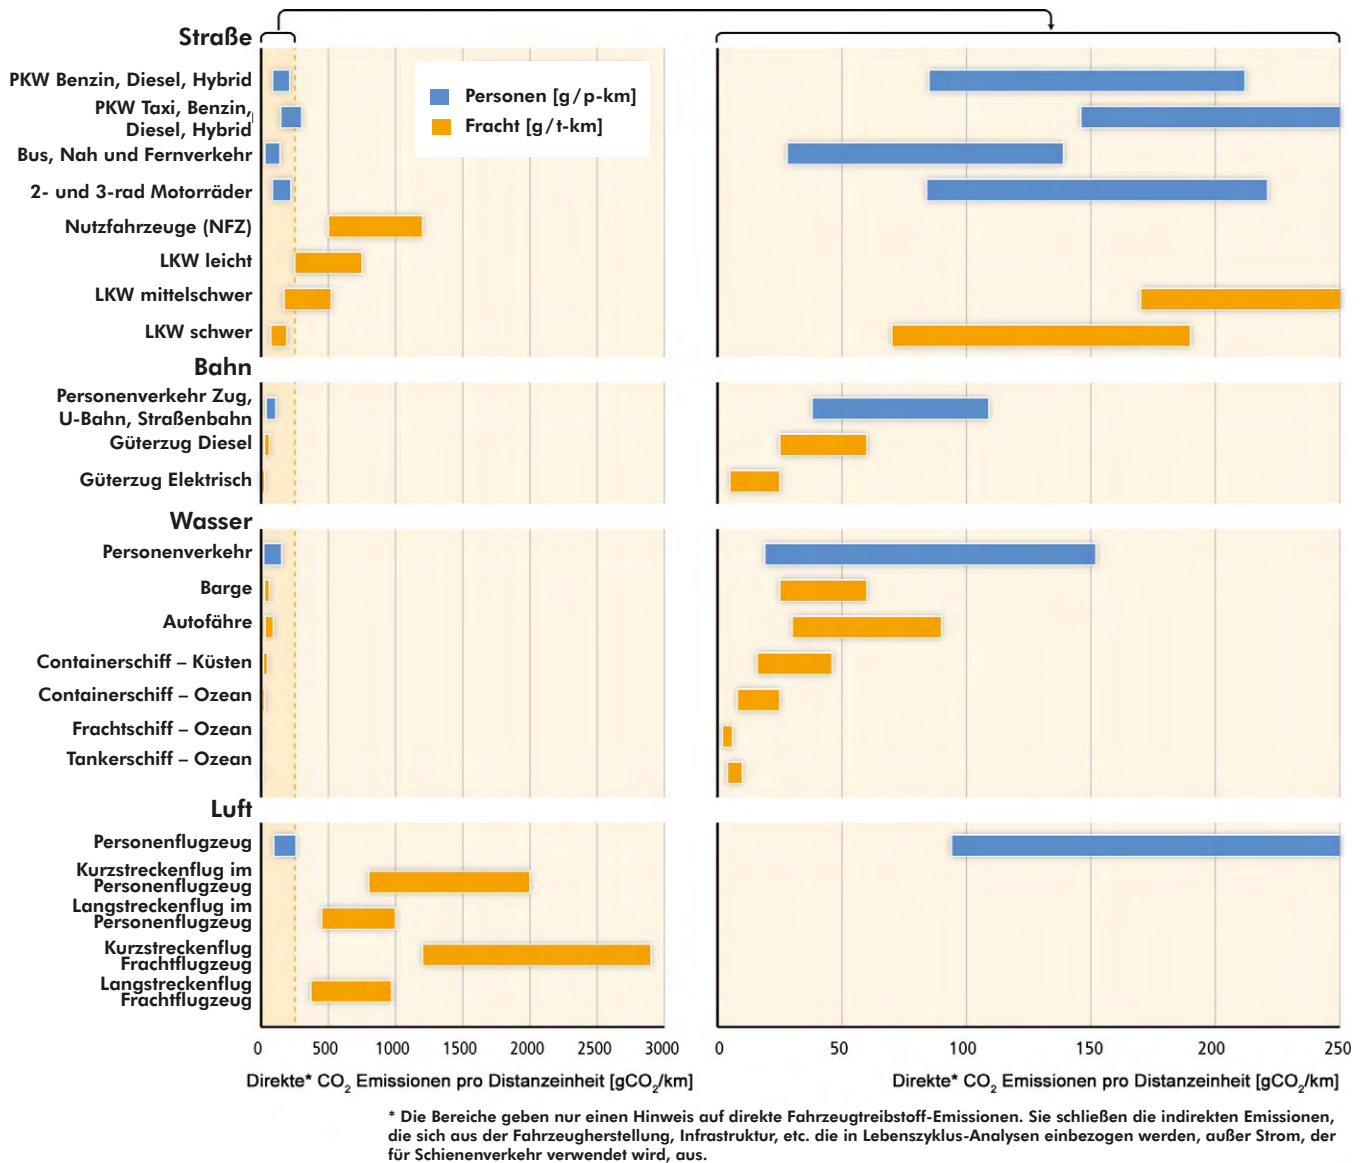 Straße
PKW Benzin, Diesel, Hybrid
PKW Taxi, Benzin,
Diesel, Hybrid
Bus, Nah und Fernverkehr
2- und 3-rad Motorräder
Nutzfahrzeuge (NFZ)
LKW leicht
LKW mittelschwer
LKW schwer
Personen [g/p-km]
Fracht [g/t-km]
Bahn
Personenverkehr Zug,
U-Bahn, Straßenbahn
Güterzug Diesel
Güterzug Elektrisch
Wasser
Personenverkehr
Barge
Autofähre
Containerschiff – Küsten
Containerschiff – Ozean
Frachtschiff – Ozean
Tankerschiff – Ozean
Luft
Personenflugzeug
Kurzstreckenflug im
Personenflugzeug
Langstreckenflug im
Personenflugzeug
Kurzstreckenflug
Frachtflugzeug
Langstreckenflug
Frachtflugzeug
0 500 1000 1500 2000 2500 3000
Direkte* CO₂ Emissionen pro Distanzeinheit [gCO₂/km]
0 50 100 150 200 250
Direkte* CO₂ Emissionen pro Distanzeinheit [gCO₂/km]
* Die Bereiche geben nur einen Hinweis auf direkte Fahrzeugtreibstoff-Emissionen. Sie schließen die indirekten Emissionen,
die sich aus der Fahrzeugherstellung, Infrastruktur, etc. die in Lebenszyklus-Analysen einbezogen werden, außer Strom, der
für Schienenverkehr verwendet wird, aus.